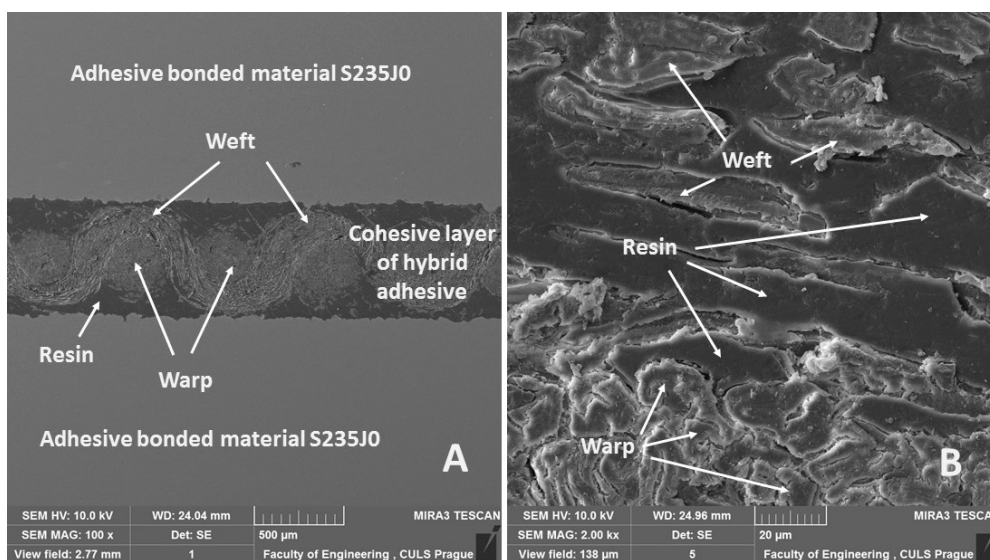 Adhesive bonded material S235J0
Weft
Cohesive layer
of hybrid
adhesive
Resin
Warp
Adhesive bonded material S235J0
A
SEM HV: 10.0 kV
WD: 24.04 mm
MIRA3 TESCAN
SEM MAG: 100 x
Det: SE
500 µm
View field: 2.77 mm
1
Faculty of Engineering , CULS Prague
Weft
Resin
Warp
B
SEM HV: 10.0 kV
WD: 24.96 mm
MIRA3 TESCAN
SEM MAG: 2.00 kx
Det: SE
20 µm
View field: 138 µm
5
Faculty of Engineering , CULS Prague